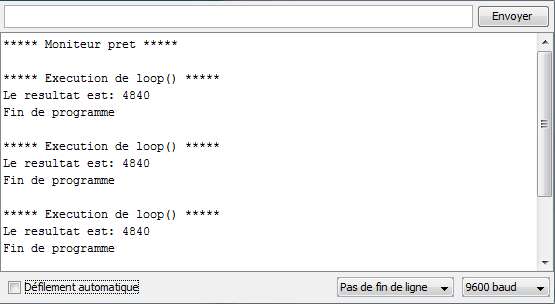 Envoyer
***** Moniteur pret *****
***** Execution de loop() *****
Le resultat est: 4840
Fin de programme
***** Execution de loop() *****
Le resultat est: 4840
Fin de programme
***** Execution de loop() *****
Le resultat est: 4840
Fin de programme
Défilement automatique
Pas de fin de ligne
9600 baud